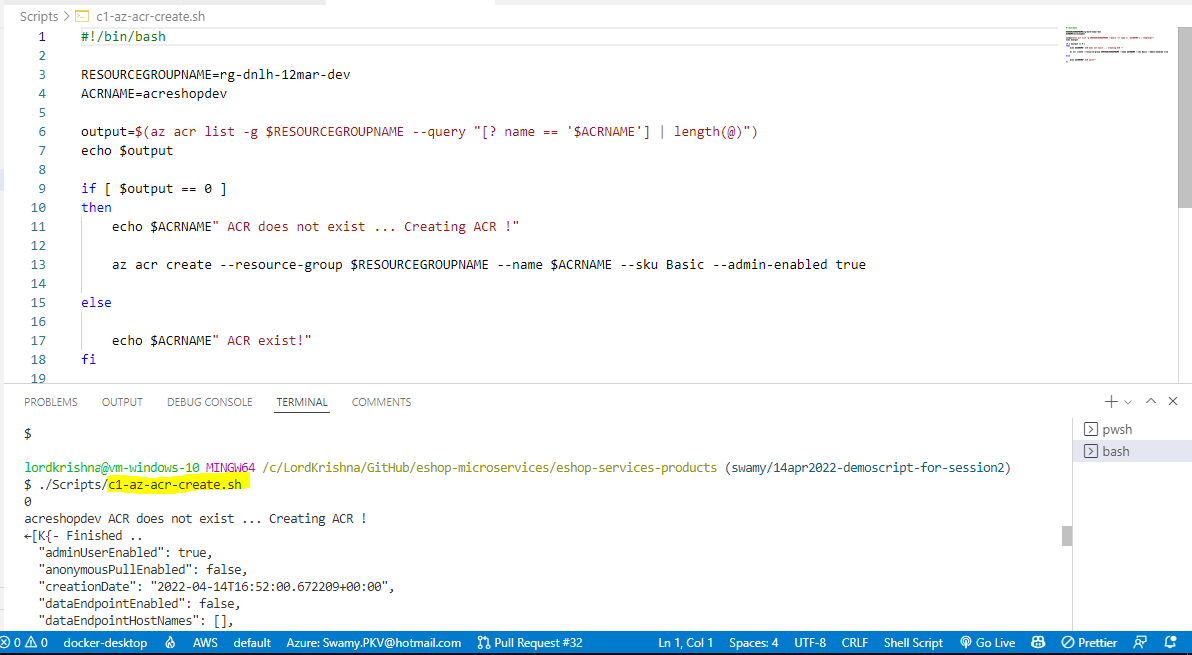 Scripts > c1-az-acr-create.sh
1 #!/bin/bash
2
3 RESOURCEGROUPNAME=rg-dnlh-12mar-dev
4 ACRNAME=acreshopdev
5
6 output=$(az acr list -g $RESOURCEGROUPNAME --query "[? name == '$ACRNAME'] | length(@)")
7 echo $output
8
9 if [ $output == 0 ]
10 then
11 echo $ACRNAME" ACR does not exist ... Creating ACR !"
12
13 az acr create --resource-group $RESOURCEGROUPNAME --name $ACRNAME --sku Basic --admin-enabled true
14
15 else
16
17 echo $ACRNAME" ACR exist!"
18 fi
19
PROBLEMS OUTPUT DEBUG CONSOLE TERMINAL COMMENTS
$
pwsh
bash
lordkrishna@vm-windows-10 MINGW64 /c/LordKrishna/GitHub/eshop-microservices/eshop-services-products (swamy/14apr2022-demoscript-for-session2)
$ ./Scripts/c1-az-acr-create.sh
0
acreshopdev ACR does not exist ... Creating ACR !
←[K{- Finished ..
"adminUserEnabled": true,
"anonymousPullEnabled": false,
"creationDate": "2022-04-14T16:52:00.672209+00:00",
"dataEndpointEnabled": false,
"dataEndpointHostNames": [],
0 0 docker-desktop AWS default Azure: Swamy.PKV@hotmail.com Pull Request #32 Ln 1, Col 1 Spaces: 4 UTF-8 CRLF Shell Script Go Live Prettier